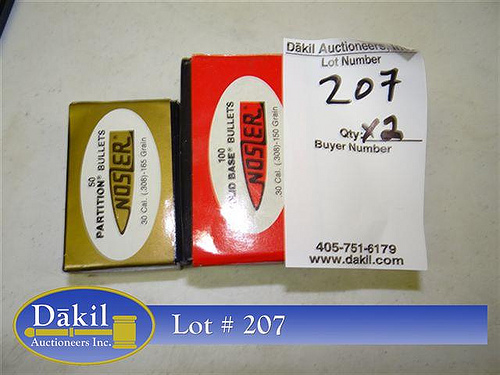 50
PARTITION® BULLETS
NOSLER®
30 Cal. (.308)-165 Grain
100
BASE® BULLETS
NOSLER®
30 Cal. (.308)-150 Grain
Dakil Auctioneers,
Lot Number
207
Qty: x2
Buyer Number
405-751-6179
www.dakil.com
Dākil
Auctioneers Inc.
Lot # 207